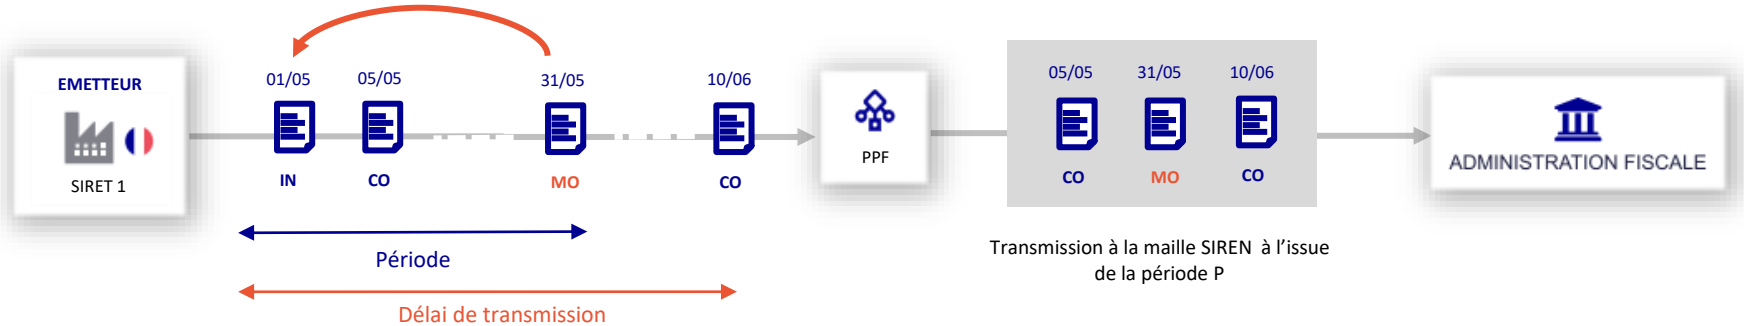 EMETTEUR
SIRET 1
01/05
05/05
31/05
10/06
IN
CO
MO
CO
Période
Délai de transmission
PPF
05/05
31/05
10/06
CO
MO
CO
Transmission à la maille SIREN à l’issue
de la période P
ADMINISTRATION FISCALE